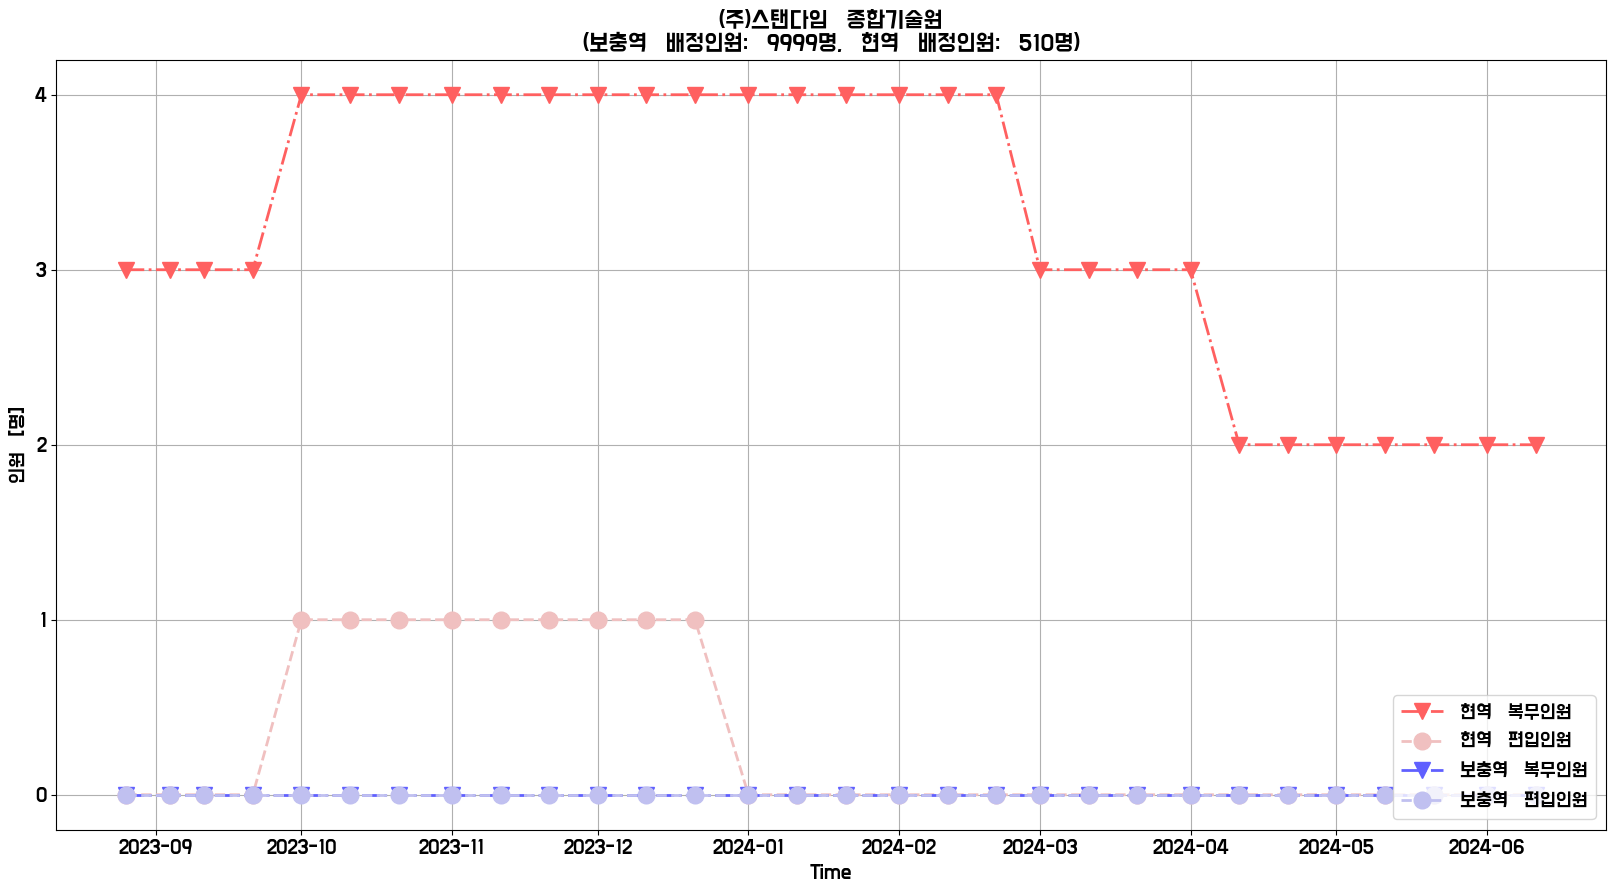 (주)스탠다임 종합기술원
(보충역 배정인원: 9999명, 현역 배정인원: 510명)
4
3
2
1
0
인원 [명]
현역 복무인원
현역 편입인원
보충역 복무인원
보충역 편입인원
2023-09 2023-10 2023-11 2023-12 2024-01 2024-02 2024-03 2024-04 2024-05 2024-06
Time